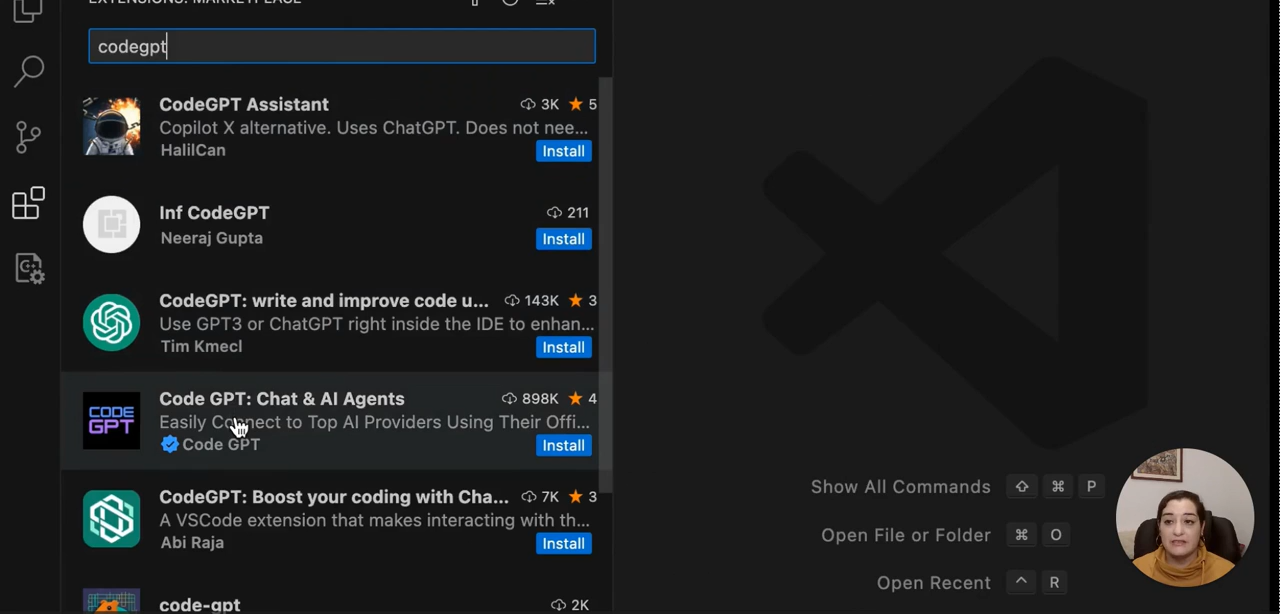 EXTENSIONS: MARKETPLACE
codegpt
CodeGPT Assistant 3K ★ 5
Copilot X alternative. Uses ChatGPT. Does not nee...
HalilCan Install
Inf CodeGPT 211
Neeraj Gupta Install
CodeGPT: write and improve code u... 143K ★ 3
Use GPT3 or ChatGPT right inside the IDE to enhan...
Tim Kmecl Install
CODE GPT
Code GPT: Chat & AI Agents 898K ★ 4
Easily Connect to Top AI Providers Using Their Offi...
Code GPT Install
CodeGPT: Boost your coding with Cha... 7K ★ 3
A VSCode extension that makes interacting with th...
Abi Raja Install
code-gpt 2K
Show All Commands ⇧ ⌘ P
Open File or Folder ⌘ O
Open Recent ^ R